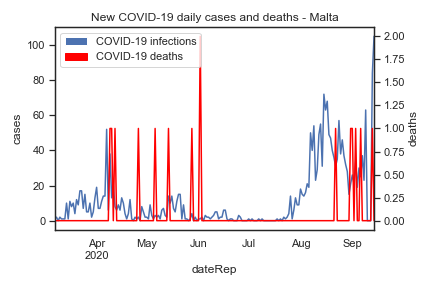 New COVID-19 daily cases and deaths - Malta
COVID-19 infections
COVID-19 deaths
cases
100
80
60
40
20
0
deaths
2.00
1.75
1.50
1.25
1.00
0.75
0.50
0.25
0.00
Apr
2020
May
Jun
Jul
Aug
Sep
dateRep